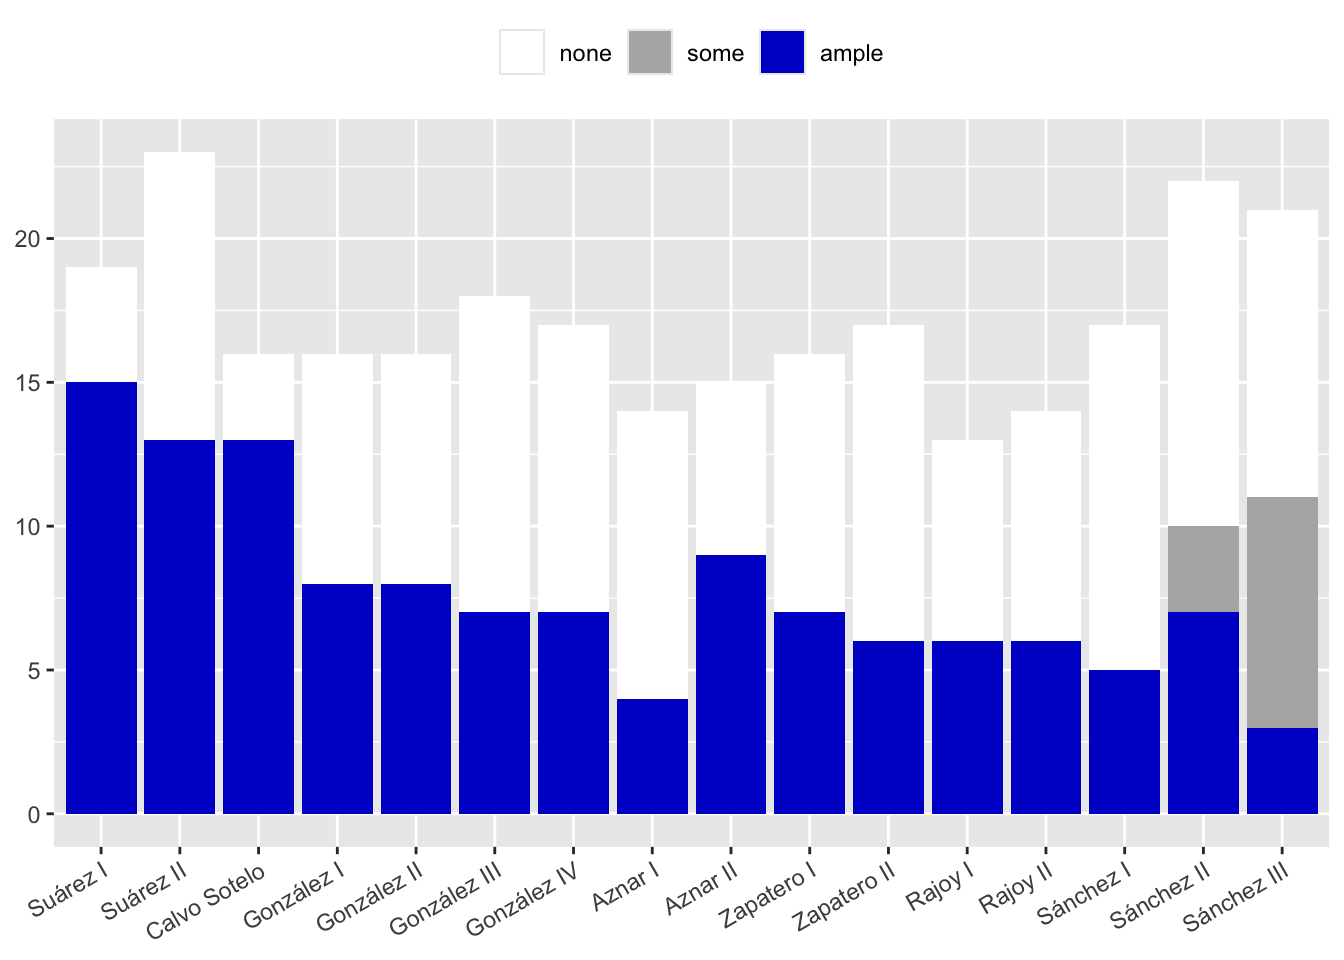 none some ample
20
15
10
5
0
Suárez I
Suárez II
Calvo Sotelo
González I
González II
González III
González IV
Aznar I
Aznar II
Zapatero I
Zapatero II
Rajoy I
Rajoy II
Sánchez I
Sánchez II
Sánchez III